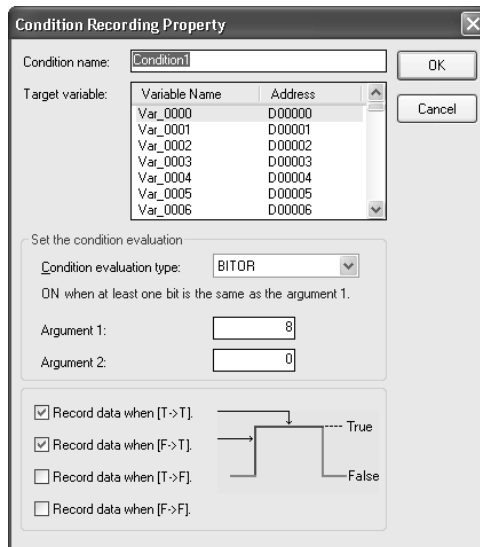 Condition Recording Property
Condition name: Condition1
OK
Cancel
Target variable:
Variable Name Address
Var_0000 D00000
Var_0001 D00001
Var_0002 D00002
Var_0003 D00003
Var_0004 D00004
Var_0005 D00005
Var_0006 D00006
Set the condition evaluation
Condition evaluation type: BITOR
ON when at least one bit is the same as the argument 1.
Argument 1: 8
Argument 2: 0
Record data when [T->T].
Record data when [F->T].
Record data when [T->F].
Record data when [F->F].
True
False